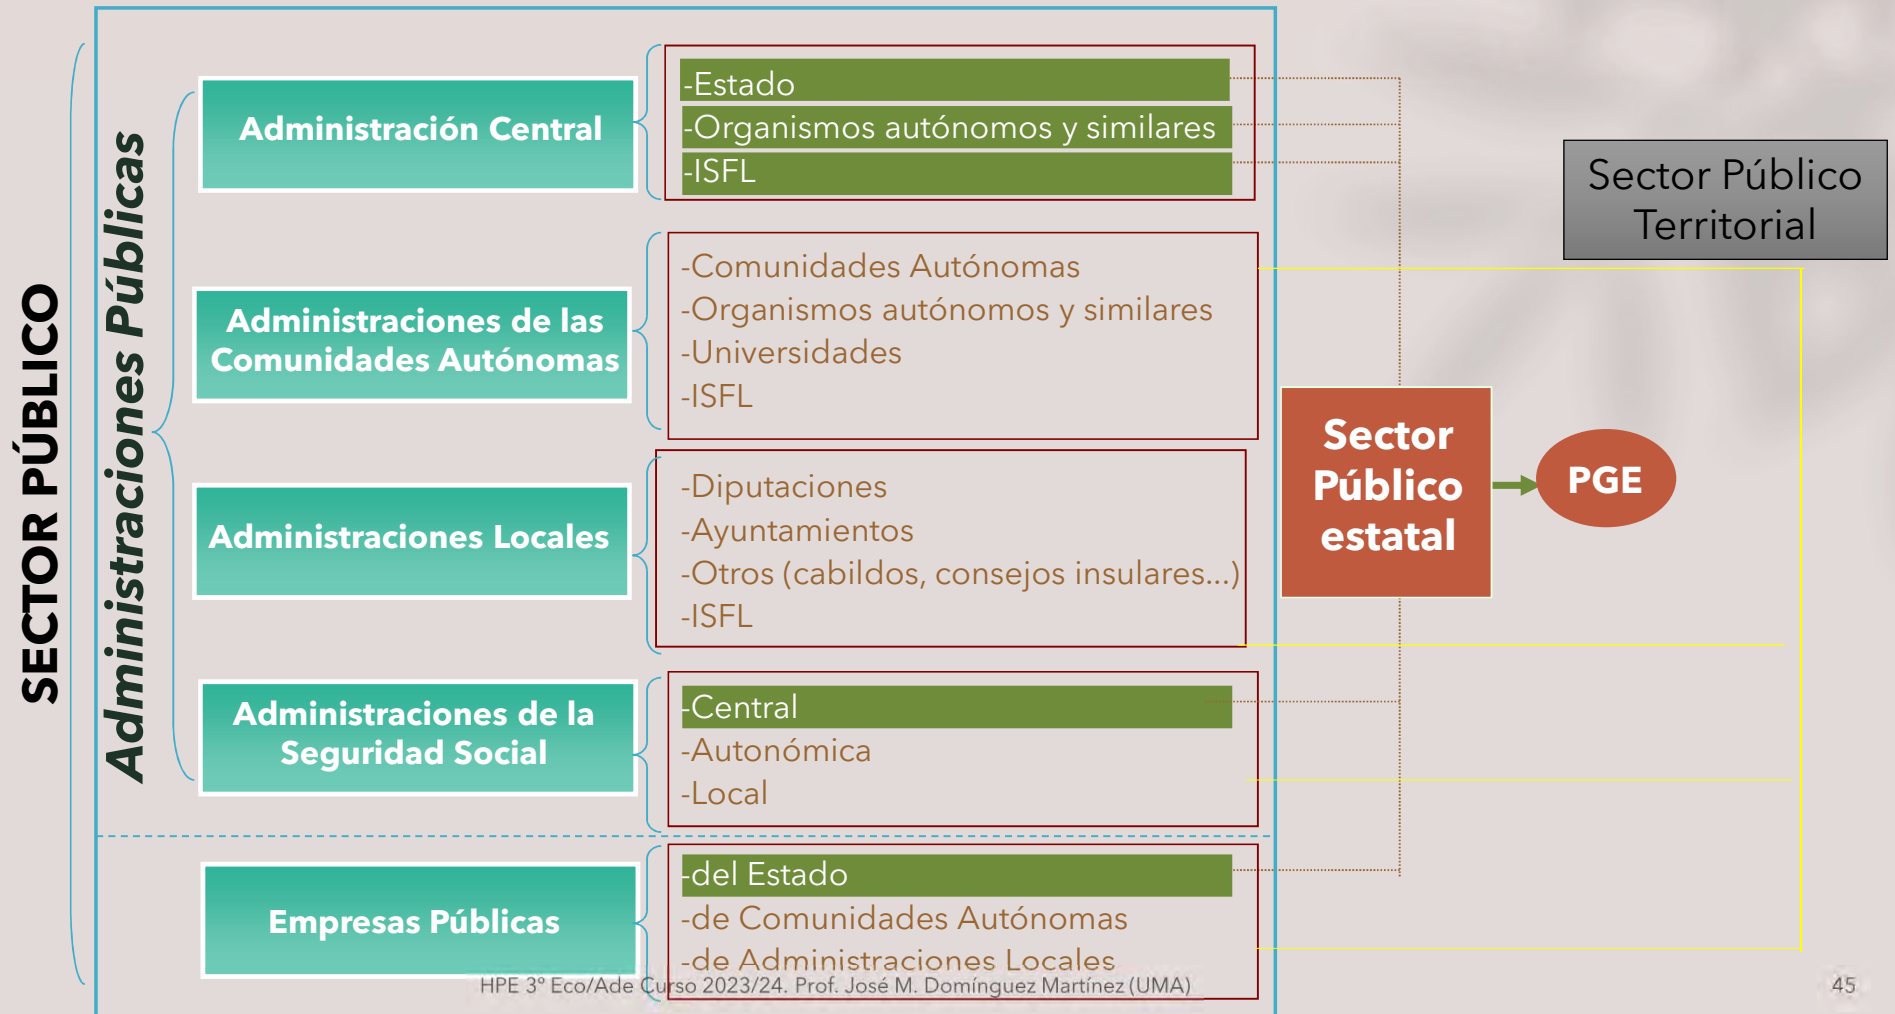 SECTOR PÚBLICO
Administraciones Públicas
Administración Central
-Estado
-Organismos autónomos y similares
-ISFL
Administraciones de las
Comunidades Autónomas
-Comunidades Autónomas
-Organismos autónomos y similares
-Universidades
-ISFL
Administraciones Locales
-Diputaciones
-Ayuntamientos
-Otros (cabildos, consejos insulares...)
-ISFL
Administraciones de la
Seguridad Social
-Central
-Autonómica
-Local
Empresas Públicas
-del Estado
-de Comunidades Autónomas
-de Administraciones Locales
Sector Público
Territorial
Sector
Público
estatal
PGE
HPE 3º Eco/Ade Curso 2023/24. Prof. José M. Domínguez Martínez (UMA)
45